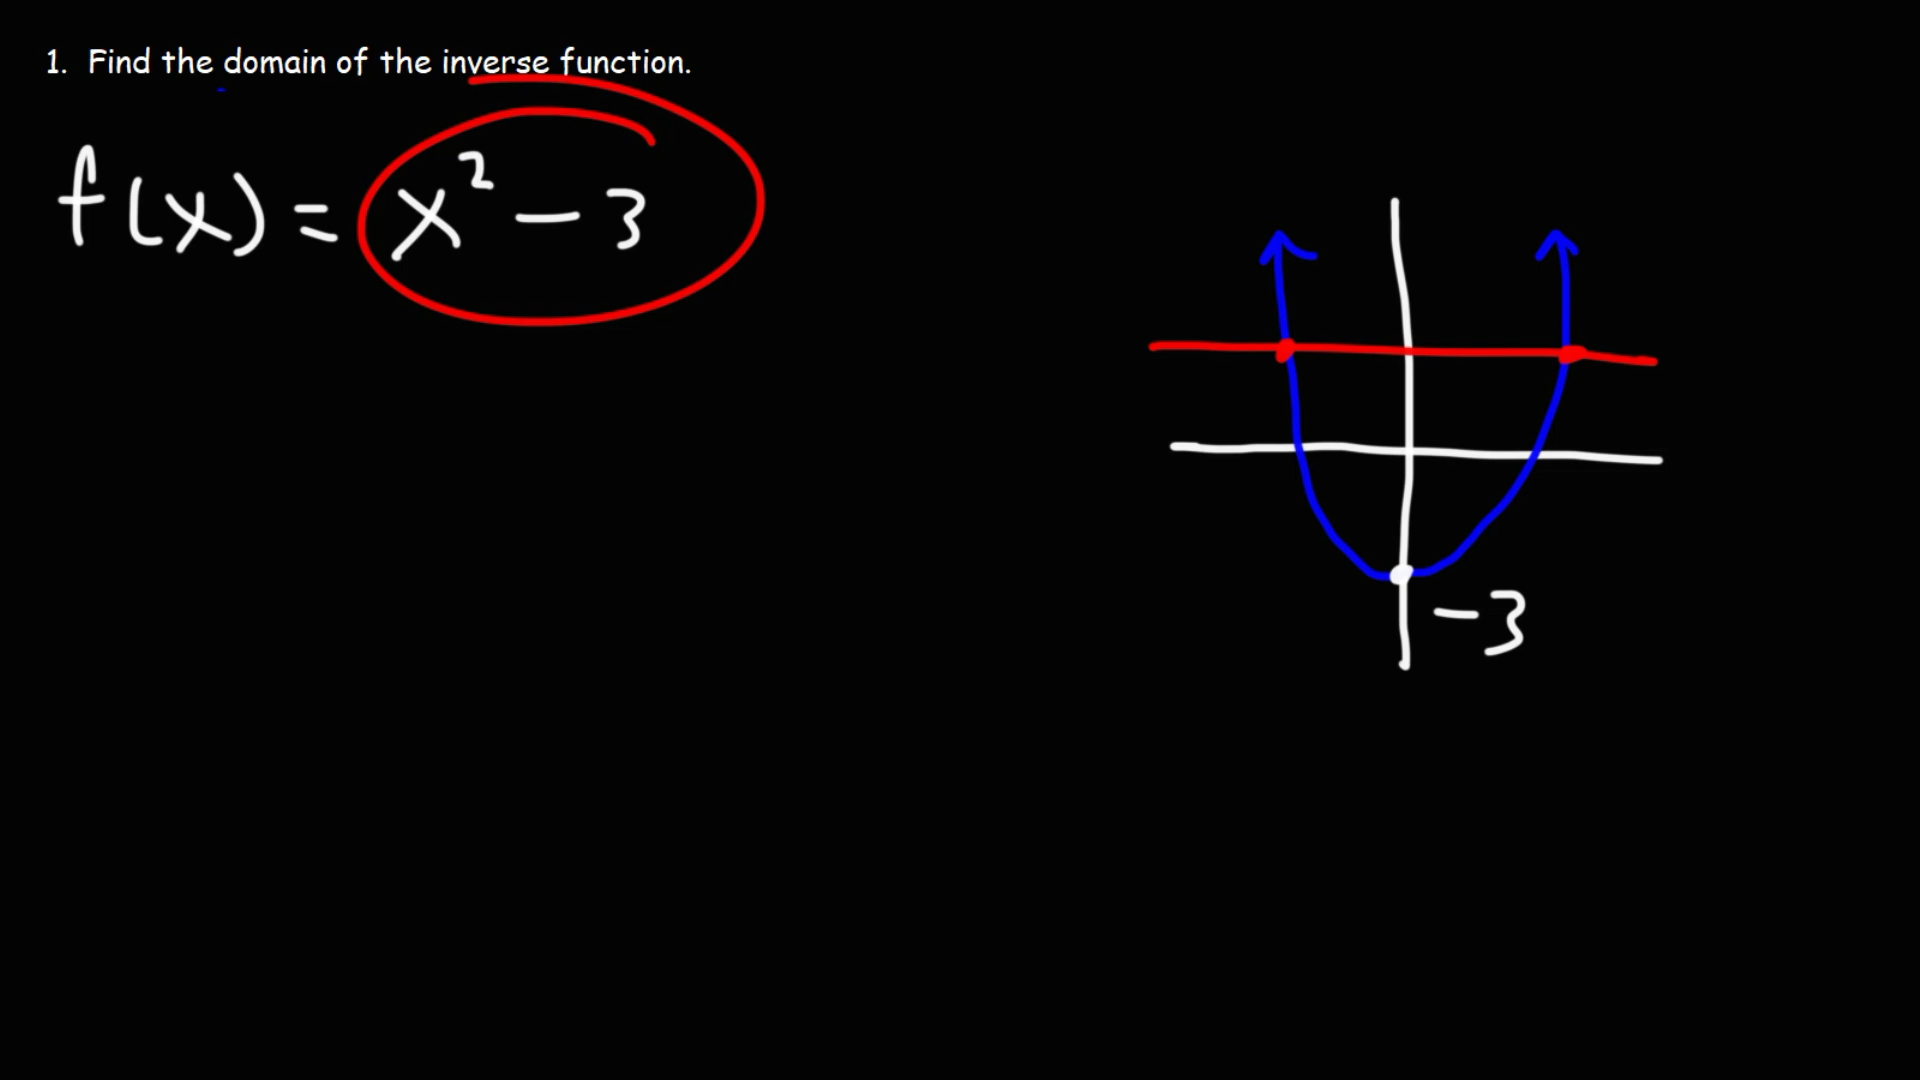 1. Find the domain of the inverse function.
f(x) = x² - 3
-3